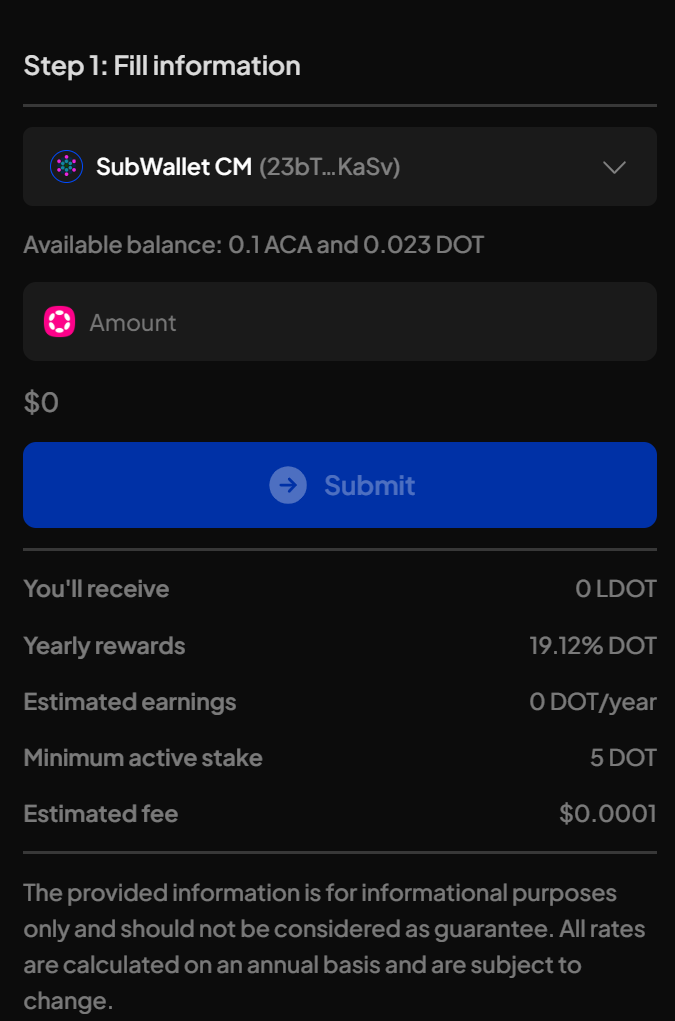 Step 1: Fill information
SubWallet CM (23bT...KaSv)
Available balance: 0.1 ACA and 0.023 DOT
Amount
$0
Submit
You'll receive 0 LDOT
Yearly rewards 19.12% DOT
Estimated earnings 0 DOT/year
Minimum active stake 5 DOT
Estimated fee $0.0001
The provided information is for informational purposes
only and should not be considered as guarantee. All rates
are calculated on an annual basis and are subject to
change.